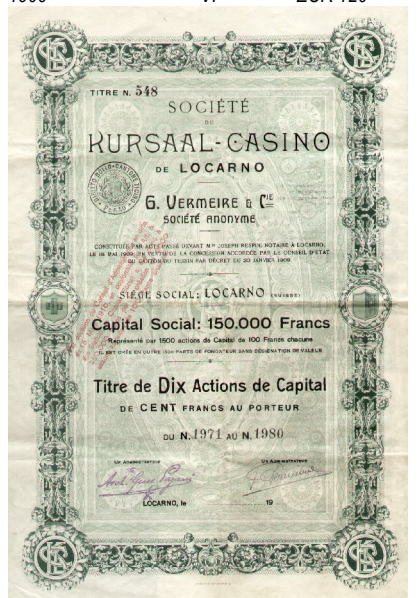 TITRE N. 548
SOCIÉTÉ
DU
KURSAAL-CASINO
DE LOCARNO
G. VERMEIRE & CIE
SOCIÉTÉ ANONYME
CONSTITUÉE PAR ACTE PASSÉ DEVANT Me JOSEPH RESPINI NOTAIRE A LOCARNO,
LE 18 MAI 1909, EN VERTU DE LA CONCESSION ACCORDÉE PAR LE CONSEIL D'ETAT
DU CANTON DU TESSIN PAR DÉCRET DU 20 JANVIER 1909.
SIÈGE SOCIAL: LOCARNO (SUISSE)
Capital Social: 150.000 Francs
Représenté par 1500 actions de Capital de 100 Francs chacune
IL EST CRÉÉ EN OUTRE 1500 PARTS DE FONDATEUR SANS DÉSIGNATION DE VALEUR
Titre de Dix Actions de Capital
DE CENT FRANCS AU PORTEUR
DU N. 1971 AU N. 1980
UN ADMINISTRATEUR UN ADMINISTRATEUR
LOCARNO, le 19